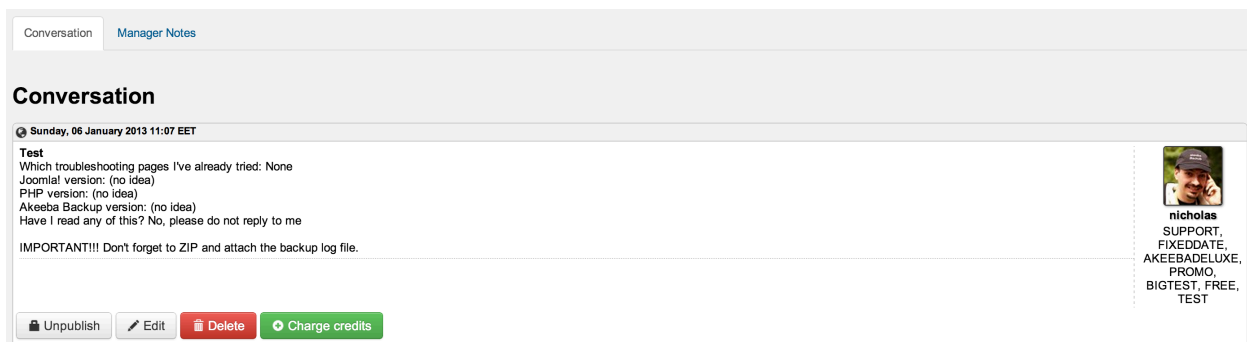 Conversation Manager Notes
Conversation
Sunday, 06 January 2013 11:07 EET
Test
Which troubleshooting pages I've already tried: None
Joomla! version: (no idea)
PHP version: (no idea)
Akeeba Backup version: (no idea)
Have I read any of this? No, please do not reply to me
IMPORTANT!!! Don't forget to ZIP and attach the backup log file.
nicholas
SUPPORT,
FIXEDDATE,
AKEEBADELUXE,
PROMO,
BIGTEST, FREE,
TEST
Unpublish Edit Delete Charge credits